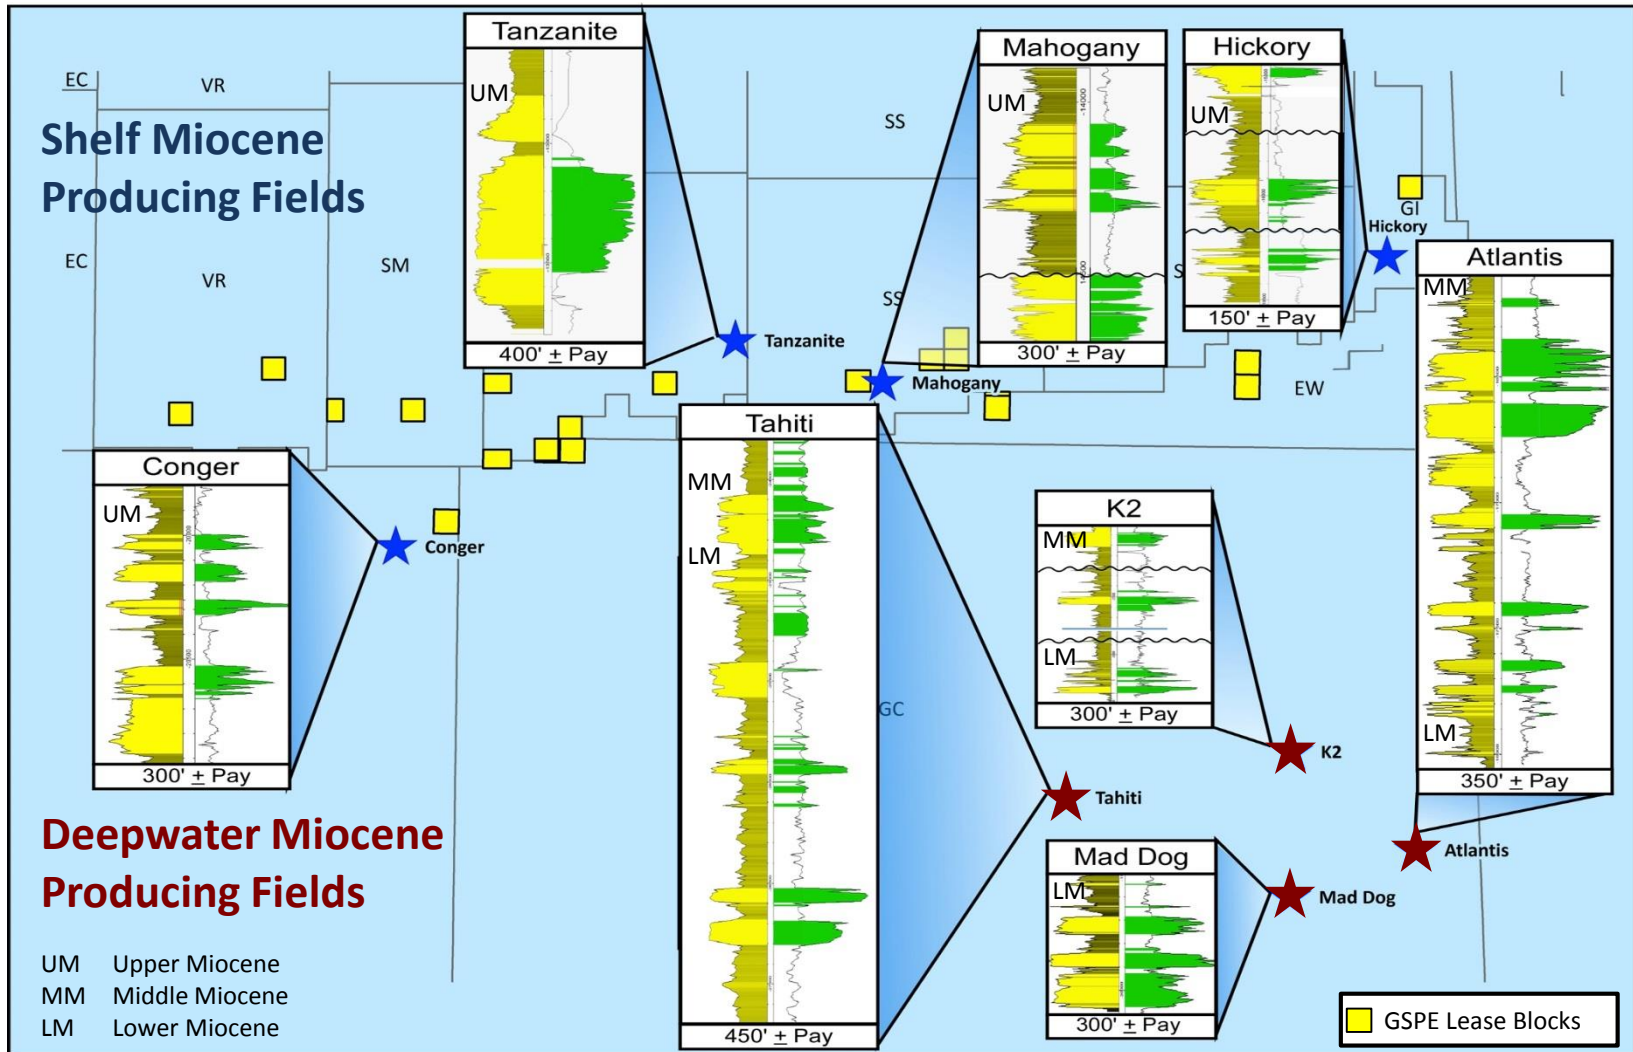 Tanzanite
UM
400' ± Pay
Mahogany
UM
-14000
300' ± Pay
Hickory
UM
150' ± Pay
EC
VR
SS
Shelf Miocene
Producing Fields
GI
Hickory
EC
VR
SM
SS
S
Atlantis
MM
LM
350' ± Pay
Tanzanite
Mahogany
EW
Tahiti
MM
LM
450' ± Pay
Conger
UM
300' ± Pay
Conger
K2
MM
LM
300' ± Pay
GC
K2
Tahiti
Atlantis
Mad Dog
LM
300' ± Pay
Mad Dog
Deepwater Miocene
Producing Fields
UM Upper Miocene
MM Middle Miocene
LM Lower Miocene
GSPE Lease Blocks